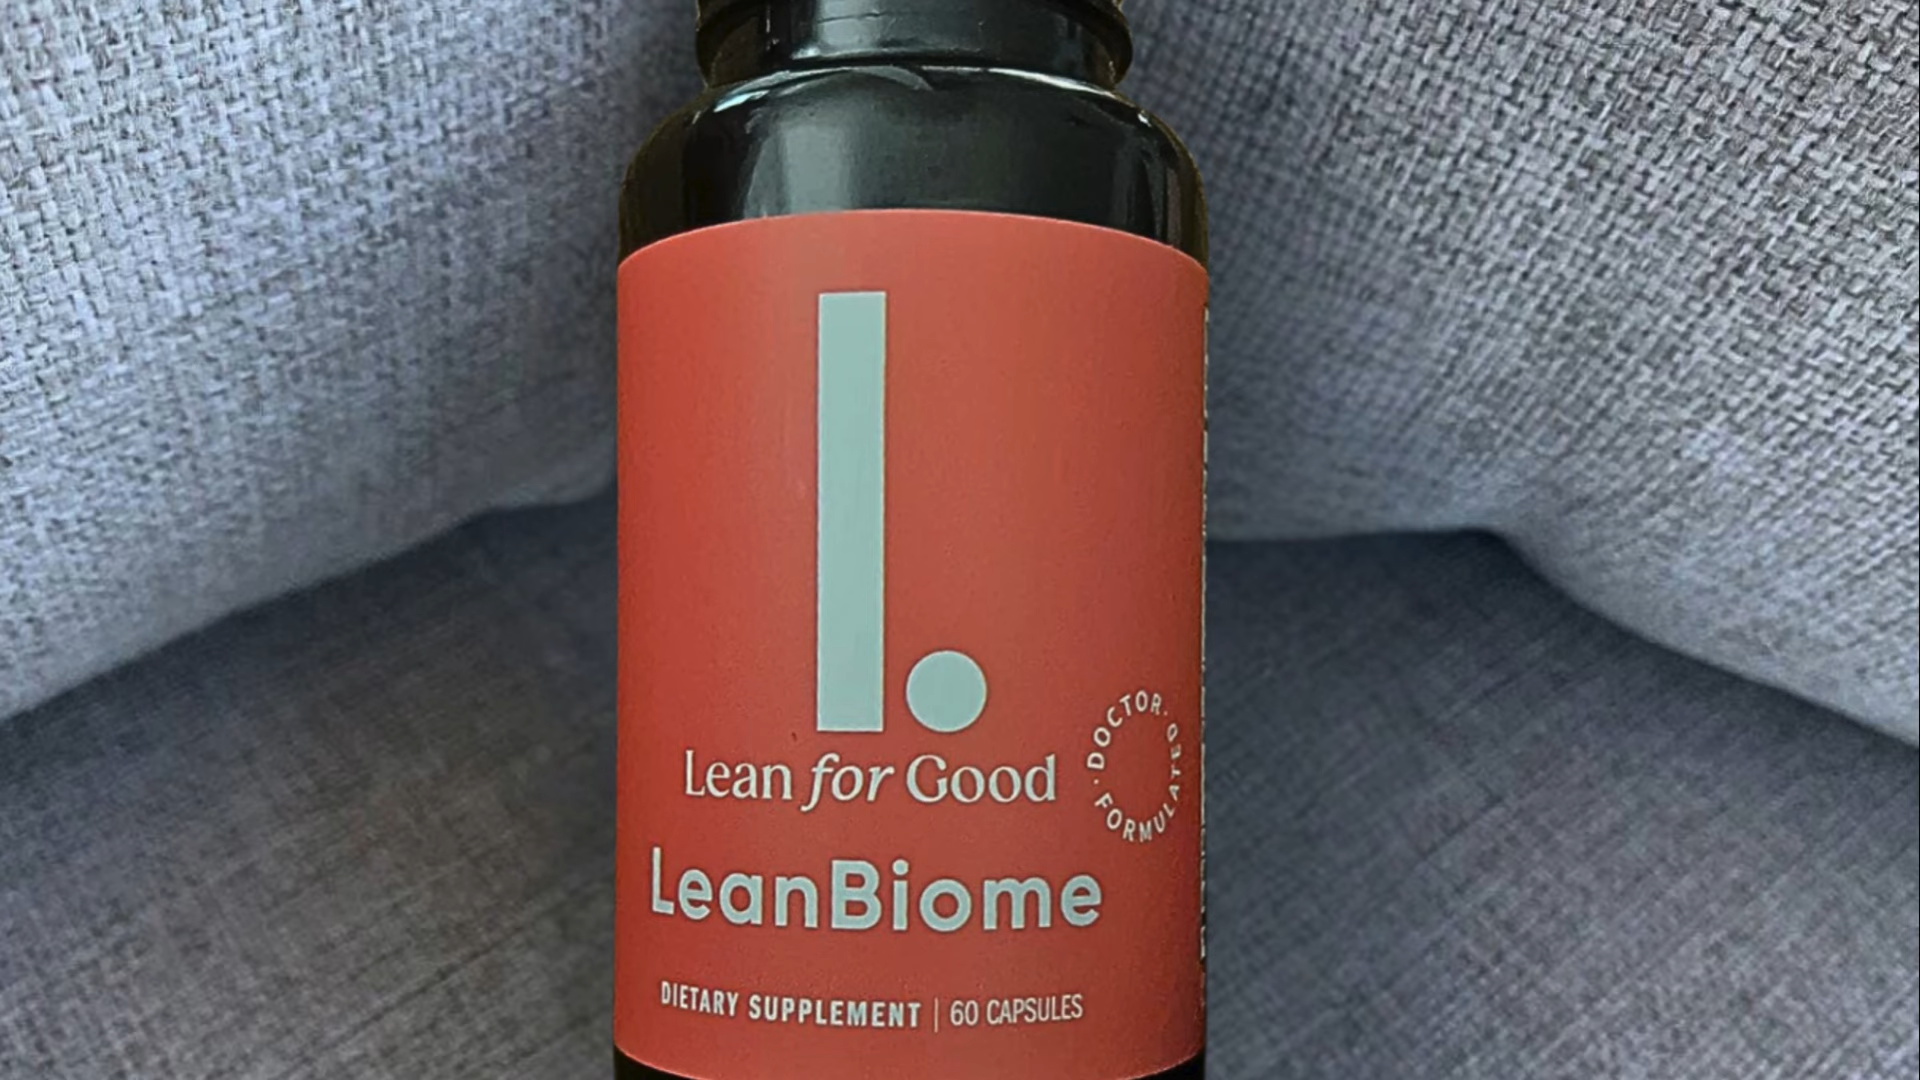 l.
Lean for Good
· DOCTOR · FORMULATED
LeanBiome
DIETARY SUPPLEMENT | 60 CAPSULES